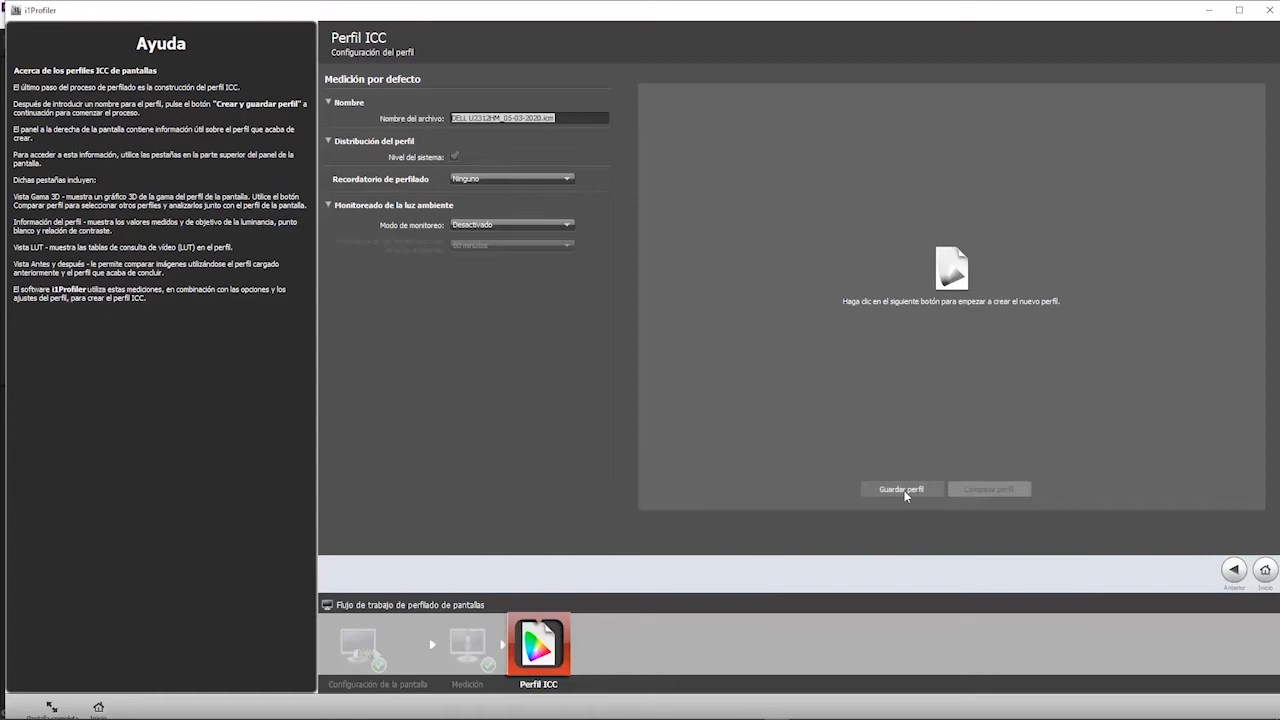 i1Profiler
Ayuda
Acerca de los perfiles ICC de pantallas
El último paso del proceso de perfilado es la construcción del perfil ICC.
Después de introducir un nombre para el perfil, pulse el botón "Crear y guardar perfil" a
continuación para comenzar el proceso.
El panel a la derecha de la pantalla contiene información útil sobre el perfil que acaba de
crear.
Para acceder a esta información, utilice las pestañas en la parte superior del panel de la
pantalla.
Dichas pestañas incluyen:
Vista Gama 3D - muestra un gráfico 3D de la gama del perfil de la pantalla. Utilice el botón
Comparar perfil para seleccionar otros perfiles y analizarlos junto con el perfil de la pantalla.
Información del perfil - muestra los valores medidos y de objetivo de la luminancia, punto
blanco y relación de contraste.
Vista LUT - muestra las tablas de consulta de vídeo (LUT) en el perfil.
Vista Antes y después - le permite comparar imágenes utilizándose el perfil cargado
anteriormente y el perfil que acaba de concluir.
El software i1Profiler utiliza estas mediciones, en combinación con las opciones y los
ajustes del perfil, para crear el perfil ICC.
Perfil ICC
Configuración del perfil
Medición por defecto
Nombre
Nombre del archivo: DELL U2312HM_05-03-2020.icm
Distribución del perfil
Nivel del sistema:
Recordatorio de perfilado Ninguno
Monitoreado de la luz ambiente
Modo de monitoreo: Desactivado
60 minutos
Haga clic en el siguiente botón para empezar a crear el nuevo perfil.
Guardar perfil Comparar perfil
Anterior Inicio
Flujo de trabajo de perfilado de pantallas
Configuración de la pantalla Medición Perfil ICC
Pantalla completa Inicio